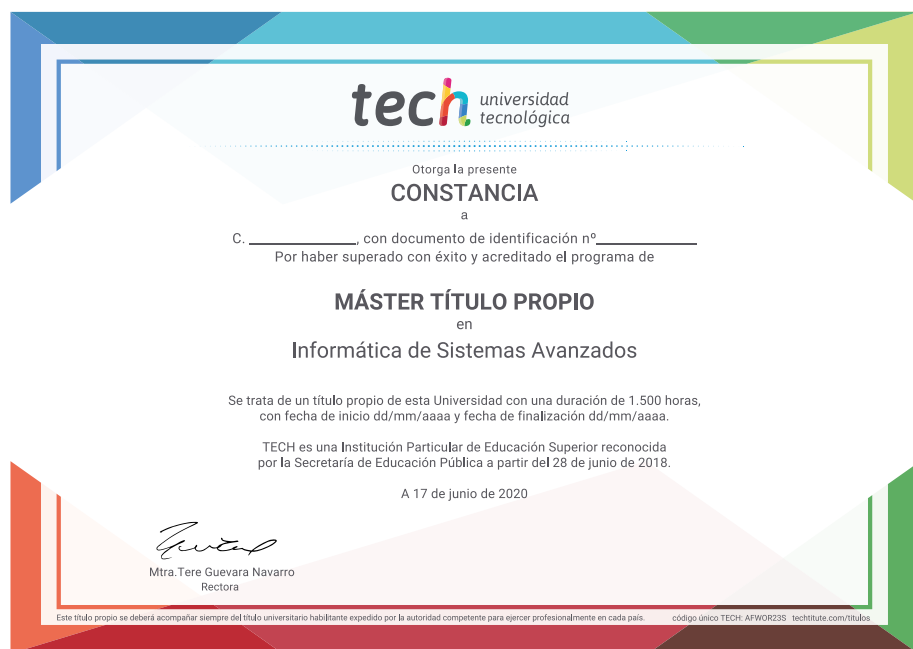 tech universidad
tecnológica
Otorga la presente
CONSTANCIA
a
C. ____________, con documento de identificación nº____________
Por haber superado con éxito y acreditado el programa de
MÁSTER TÍTULO PROPIO
en
Informática de Sistemas Avanzados
Se trata de un título propio de esta Universidad con una duración de 1.500 horas,
con fecha de inicio dd/mm/aaaa y fecha de finalización dd/mm/aaaa.
TECH es una Institución Particular de Educación Superior reconocida
por la Secretaría de Educación Pública a partir del 28 de junio de 2018.
A 17 de junio de 2020
Mtra.Tere Guevara Navarro
Rectora
Este título propio se deberá acompañar siempre del título universitario habilitante expedido por la autoridad competente para ejercer profesionalmente en cada país. código único TECH: AFWOR23S techtitute.com/titulos